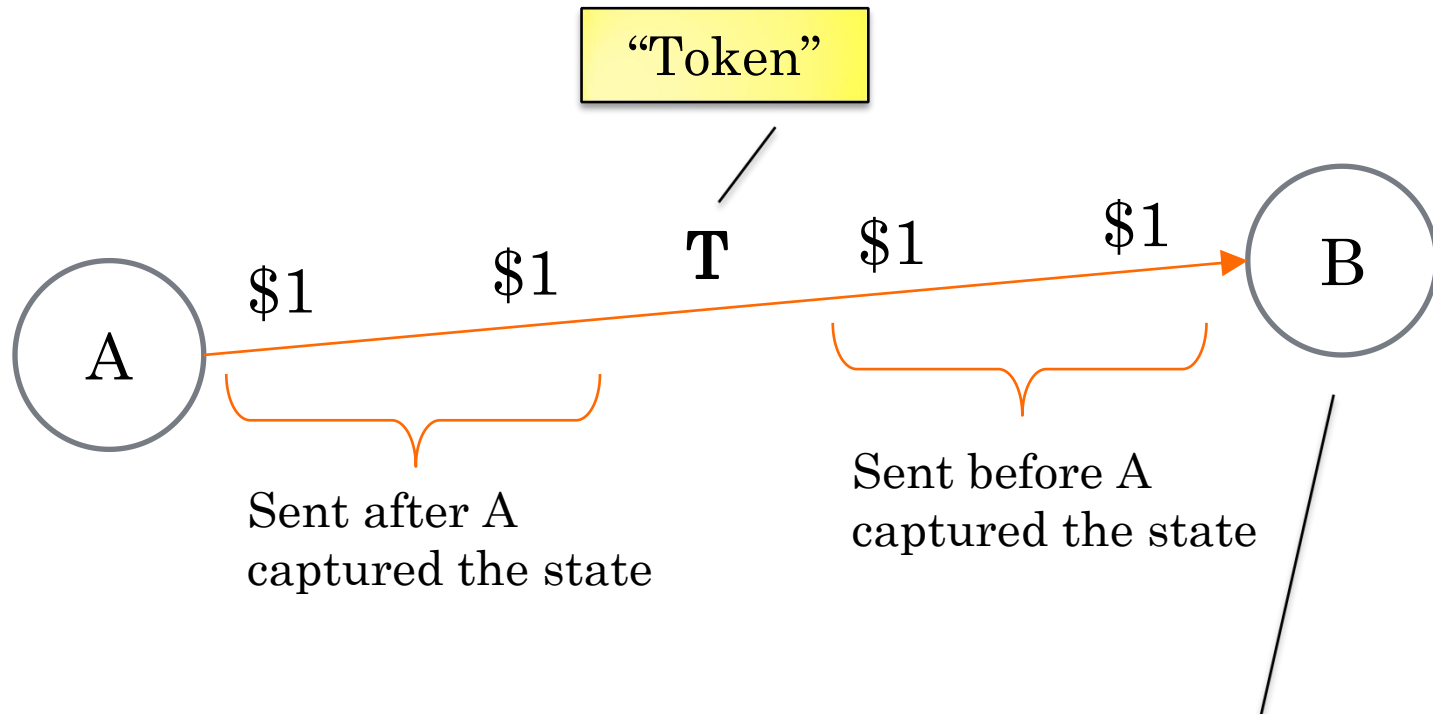 “Token”
A
$1
$1
T
$1
$1
B
Sent after A
captured the state
Sent before A
captured the state